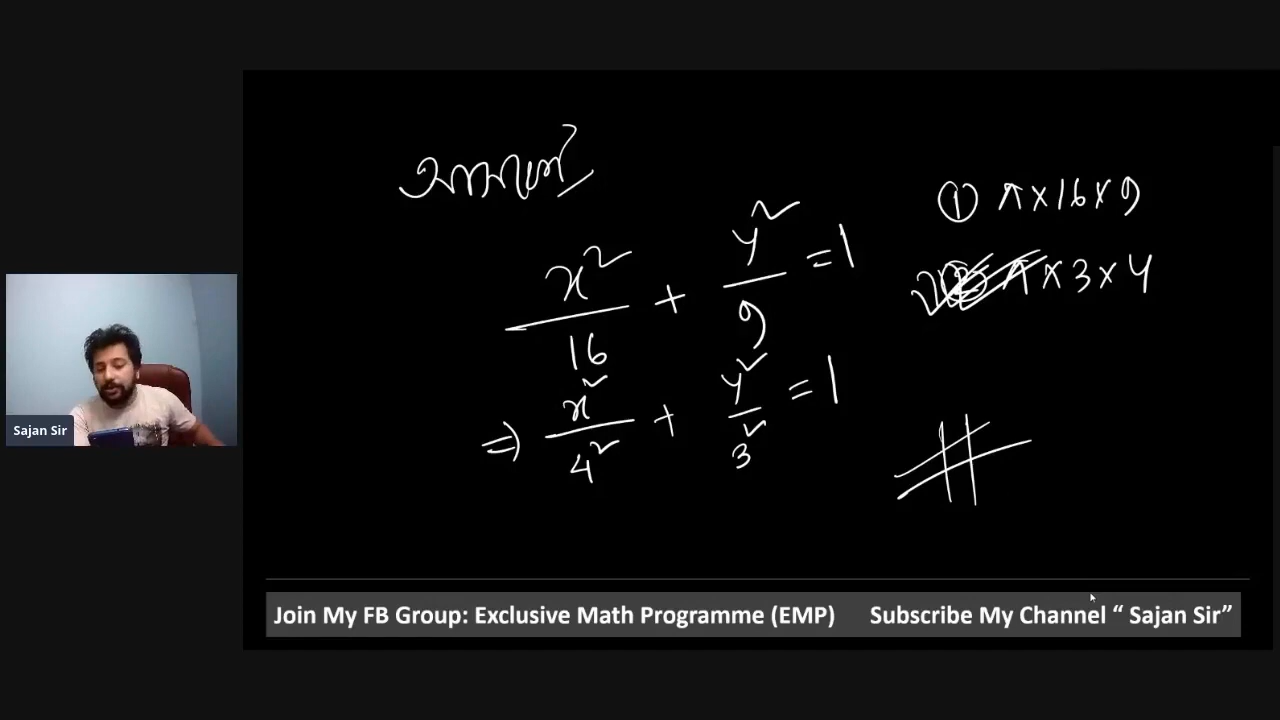 x²/16 + y²/9 = 1
① π×16×9
π×3×4
⇒ x²/4² + y²/3² = 1
Sajan Sir
Join My FB Group: Exclusive Math Programme (EMP) Subscribe My Channel “ Sajan Sir”